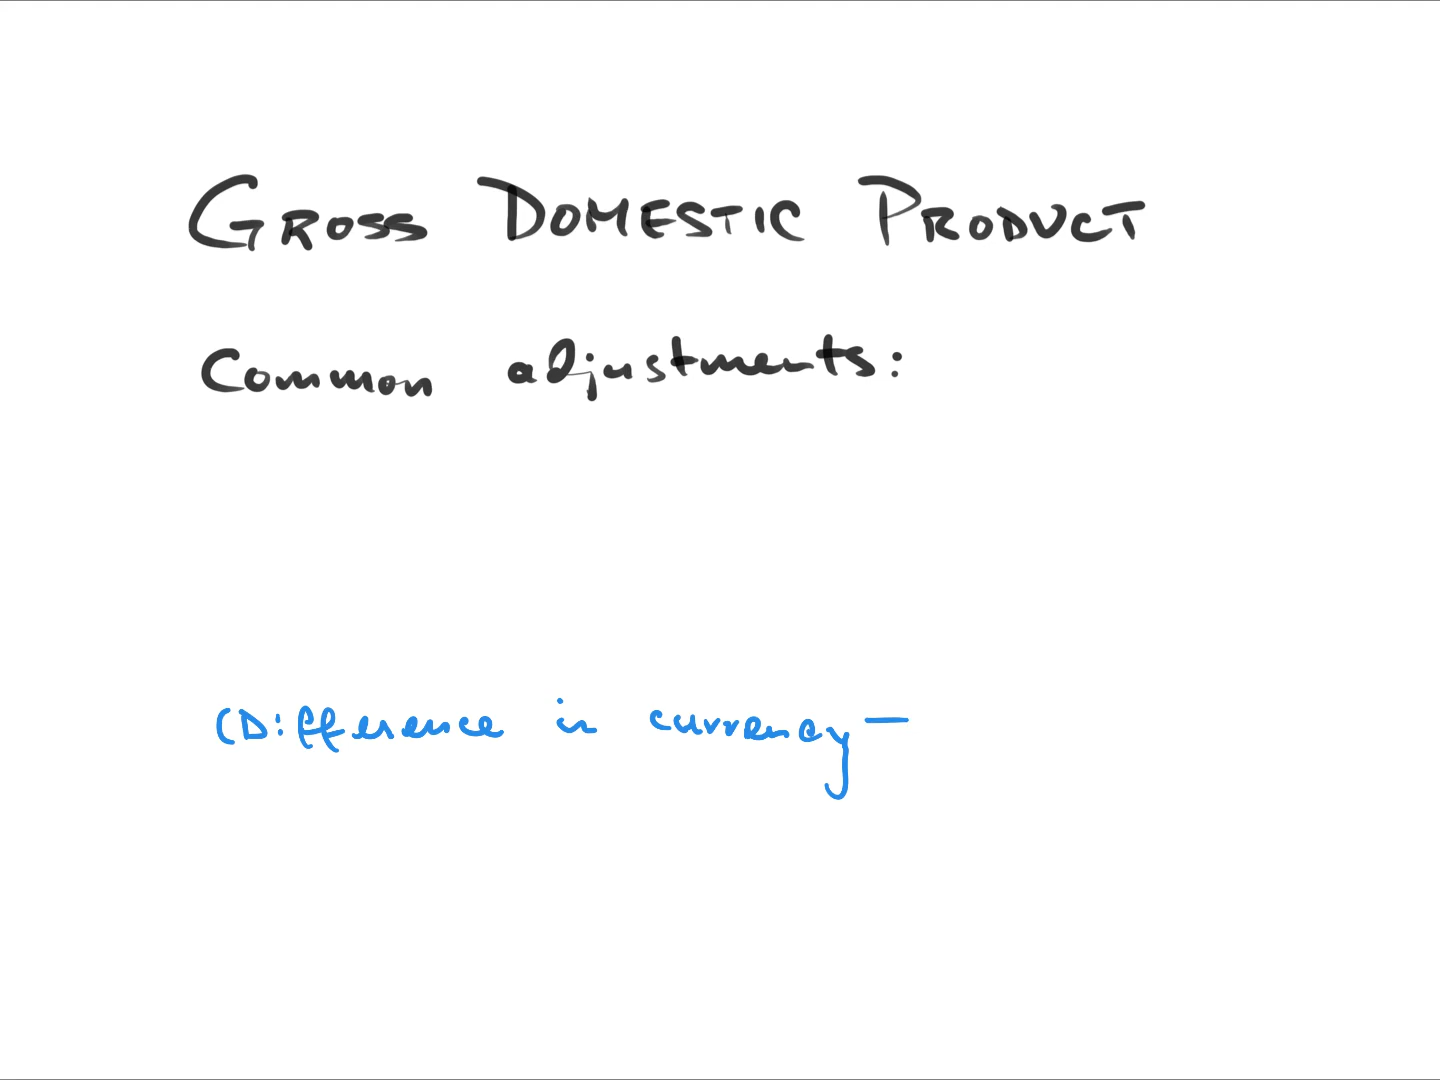 GROSS DOMESTIC PRODUCT
Common adjustments:
(Difference in currency —